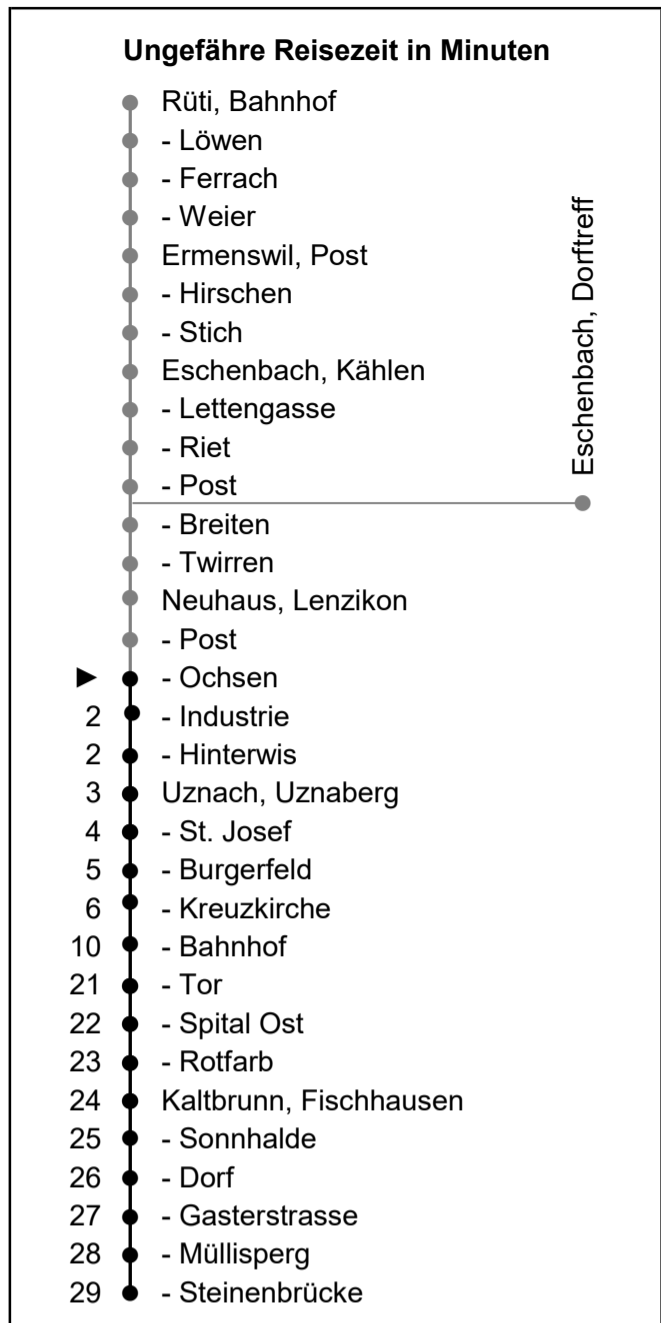 Ungefähre Reisezeit in Minuten
Rüti, Bahnhof
- Löwen
- Ferrach
- Weier
Ermenswil, Post
- Hirschen
- Stich
Eschenbach, Kählen
- Lettengasse
- Riet
- Post
Eschenbach, Dorftreff
- Breiten
- Twirren
Neuhaus, Lenzikon
- Post
► - Ochsen
2 - Industrie
2 - Hinterwis
3 Uznach, Uznaberg
4 - St. Josef
5 - Burgerfeld
6 - Kreuzkirche
10 - Bahnhof
21 - Tor
22 - Spital Ost
23 - Rotfarb
24 Kaltbrunn, Fischhausen
25 - Sonnhalde
26 - Dorf
27 - Gasterstrasse
28 - Müllisperg
29 - Steinenbrücke